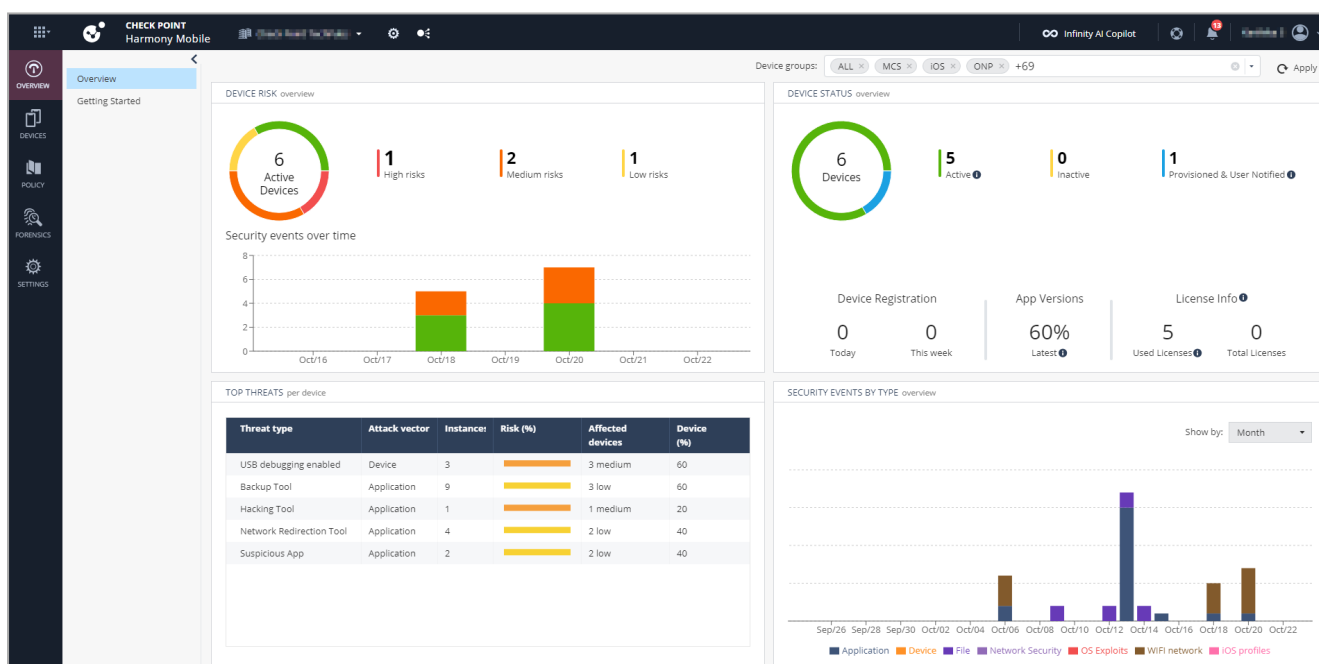 CHECK POINT
Harmony Mobile
Infinity AI Copilot
13
OVERVIEW
DEVICES
POLICY
FORENSICS
SETTINGS
Overview
Getting Started
Device groups: ALL × MCS × iOS × ONP × +69
Apply
DEVICE RISK overview
6
Active
Devices
1
High risks
2
Medium risks
1
Low risks
Security events over time
8
6
4
2
0
Oct/16 Oct/17 Oct/18 Oct/19 Oct/20 Oct/21 Oct/22
DEVICE STATUS overview
6
Devices
5
Active
0
Inactive
1
Provisioned & User Notified
Device Registration
0
Today
0
This week
App Versions
60%
Latest
License Info
5
Used Licenses
0
Total Licenses
TOP THREATS per device
Threat type Attack vector Instances Risk (%) Affected devices Device (%)
USB debugging enabled Device 3 3 medium 60
Backup Tool Application 9 3 low 60
Hacking Tool Application 1 1 medium 20
Network Redirection Tool Application 4 2 low 40
Suspicious App Application 2 2 low 40
SECURITY EVENTS BY TYPE overview
Show by: Month
Sep/26 Sep/28 Sep/30 Oct/02 Oct/04 Oct/06 Oct/08 Oct/10 Oct/12 Oct/14 Oct/16 Oct/18 Oct/20 Oct/22
Application Device File Network Security OS Exploits WIFI network iOS profiles